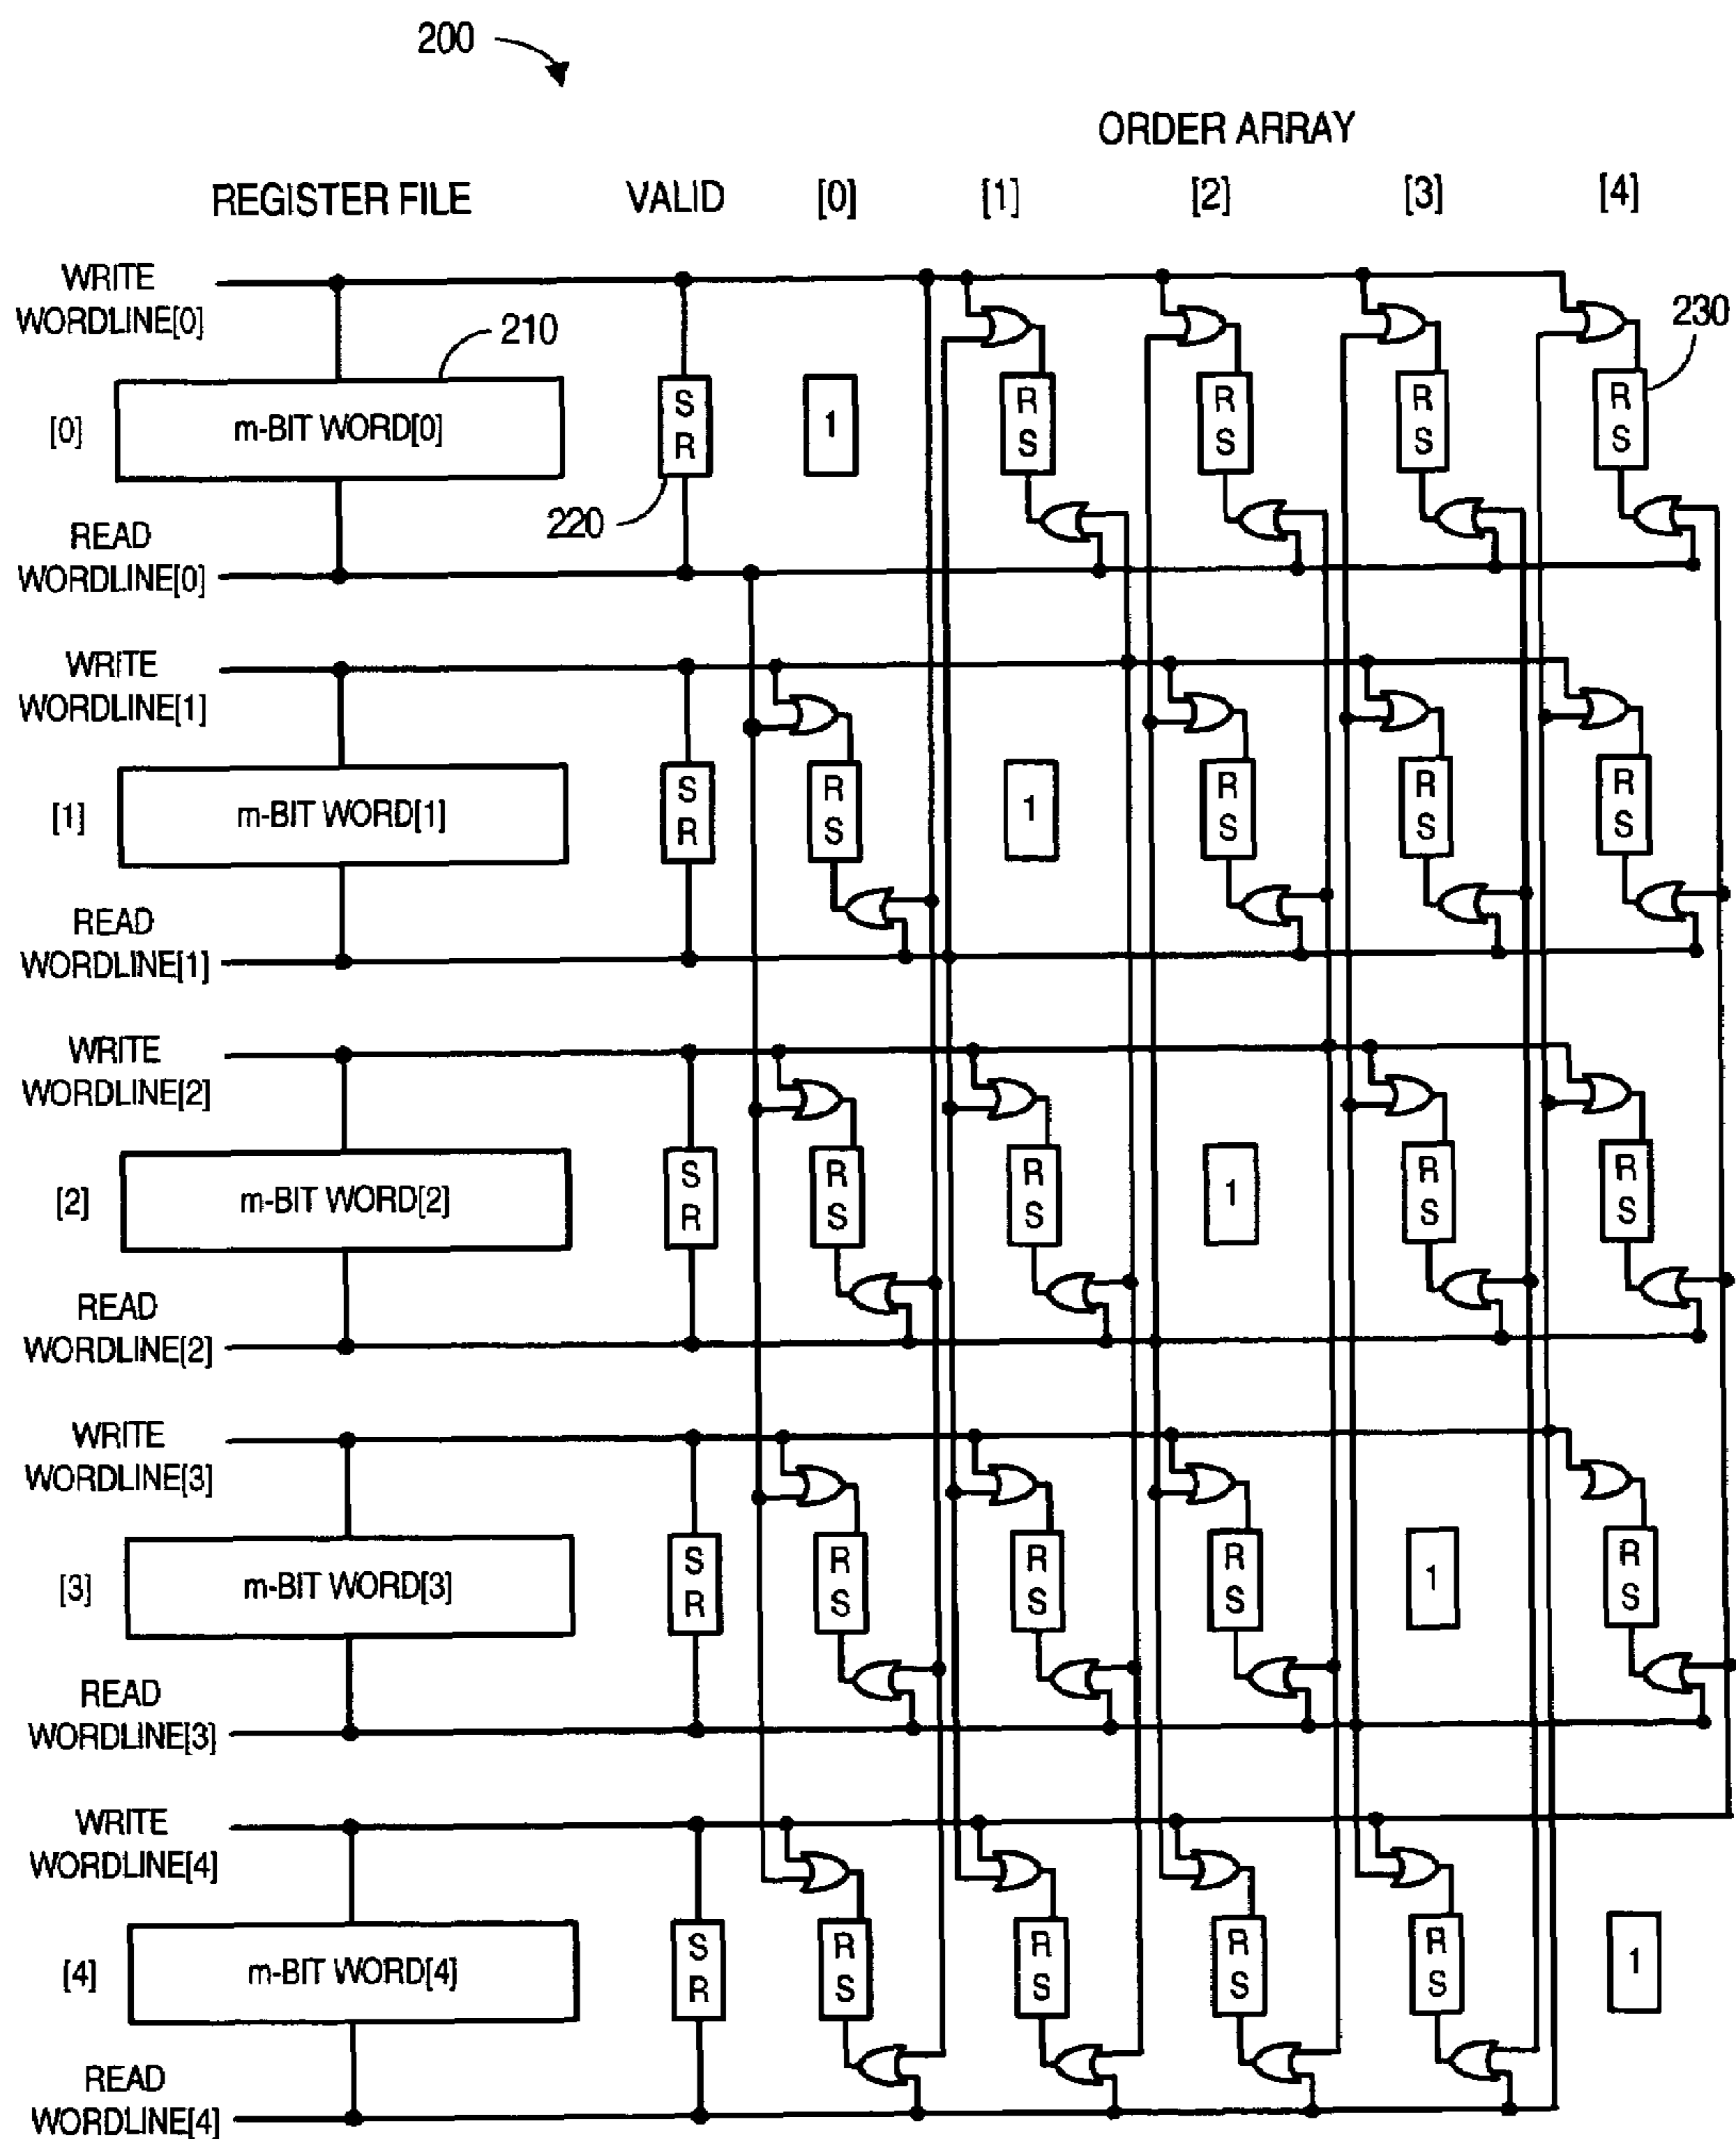 200
ORDER ARRAY
REGISTER FILE VALID [0] [1] [2] [3] [4]
WRITE
WORDLINE[0]
210
230
[0] m-BIT WORD[0] S R 1 R S R S R S R S
220
READ
WORDLINE[0]
WRITE
WORDLINE[1]
[1] m-BIT WORD[1] S R R S 1 R S R S R S
READ
WORDLINE[1]
WRITE
WORDLINE[2]
[2] m-BIT WORD[2] S R R S R S 1 R S R S
READ
WORDLINE[2]
WRITE
WORDLINE[3]
[3] m-BIT WORD[3] S R R S R S R S 1 R S
READ
WORDLINE[3]
WRITE
WORDLINE[4]
[4] m-BIT WORD[4] S R R S R S R S R S 1
READ
WORDLINE[4]